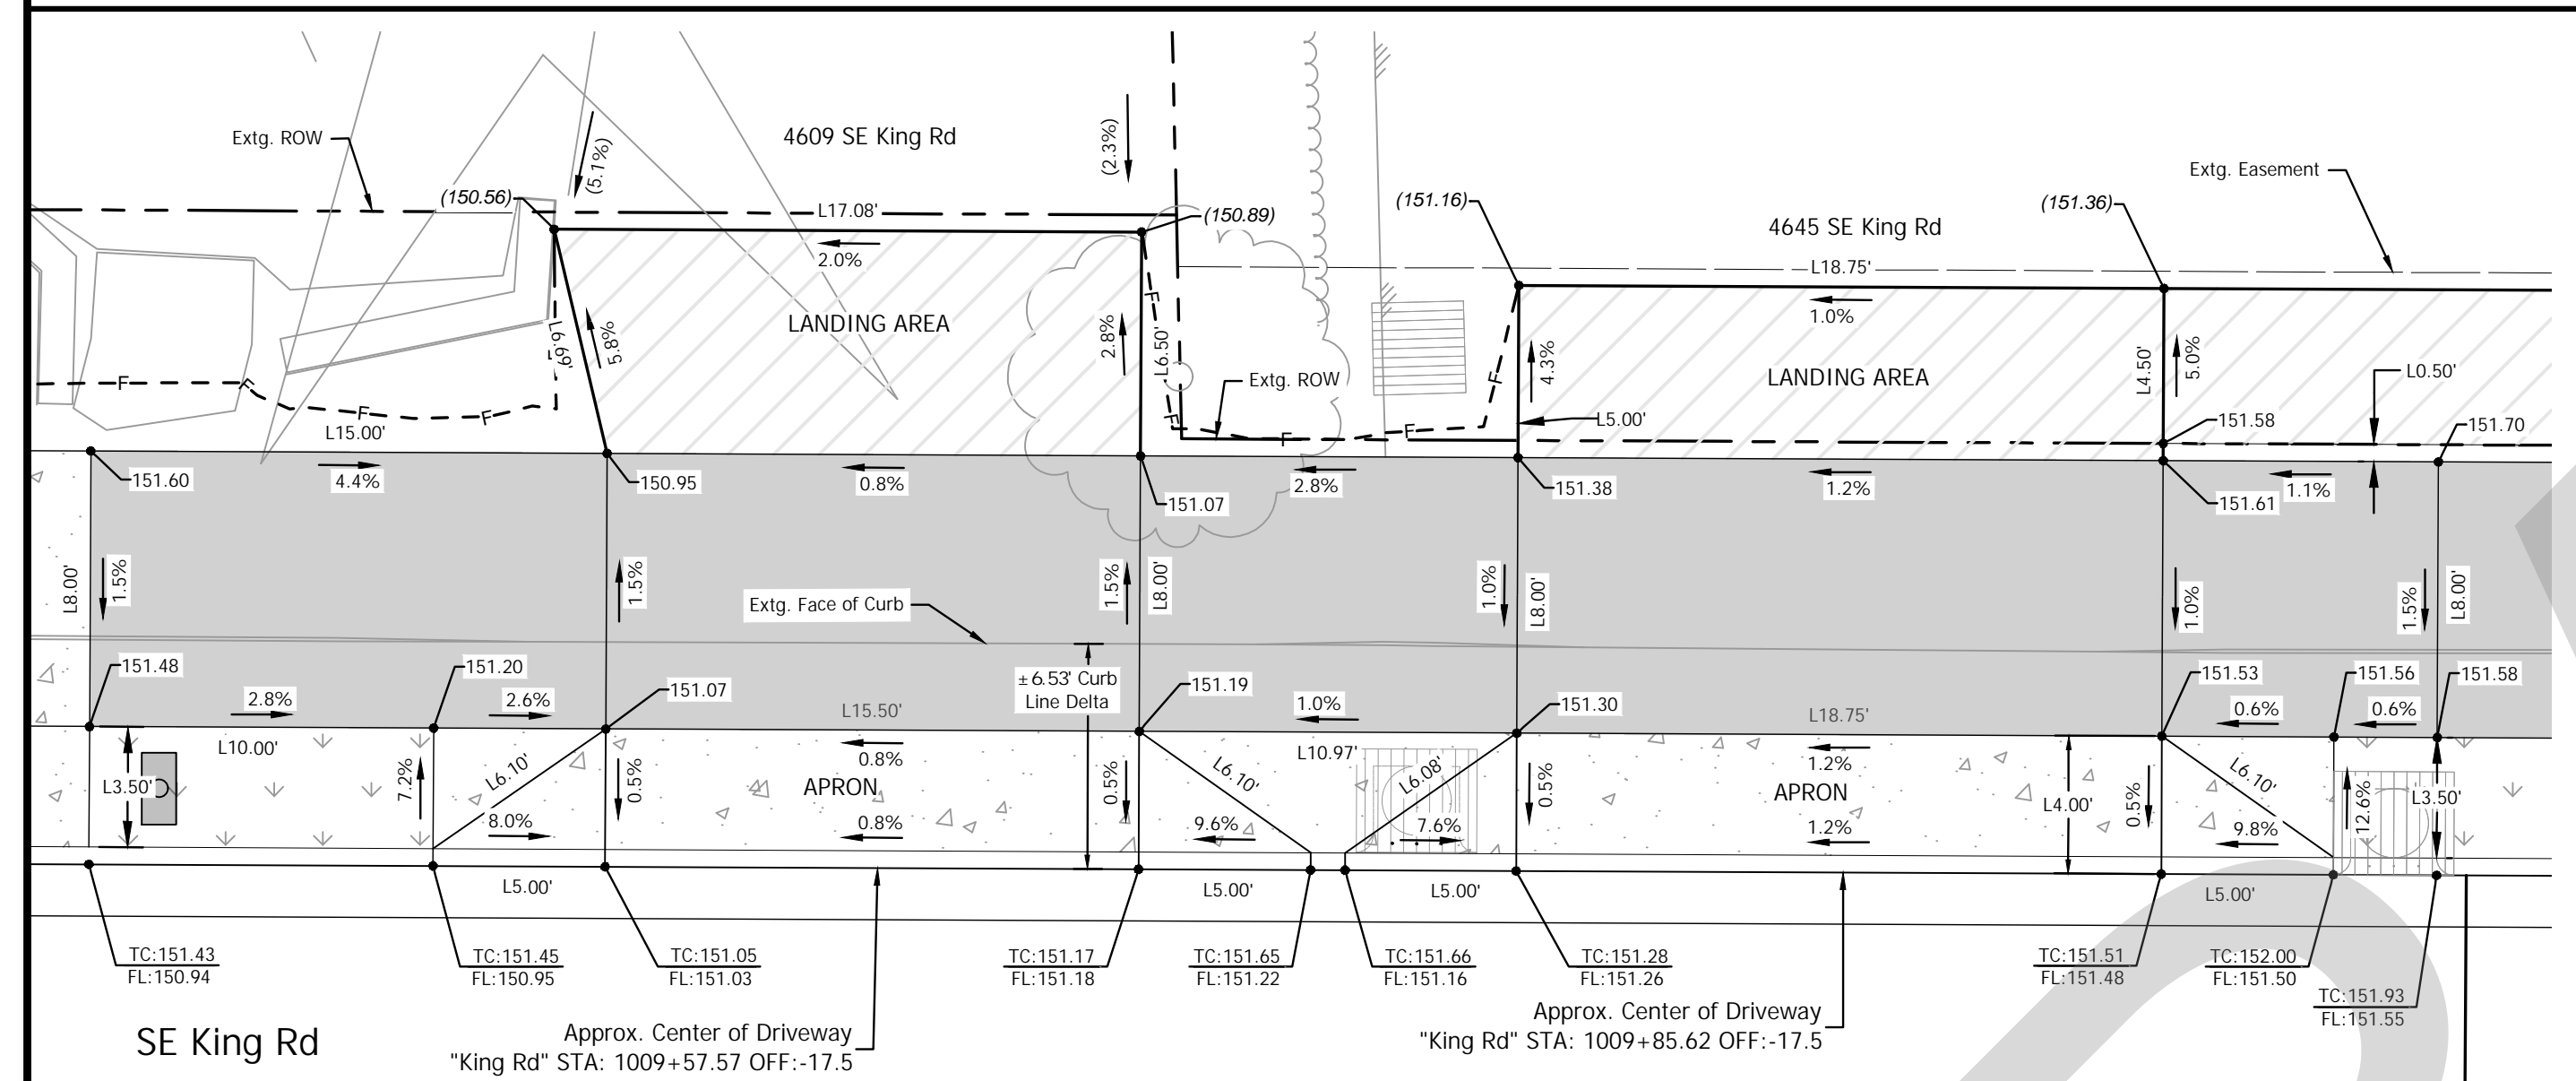 4609 SE King Rd
Extg. ROW
(5.1%)
(2.3%)
Extg. Easement
(150.56)
L17.08'
(150.89)
(151.16)
(151.36)
4645 SE King Rd
2.0%
L18.75'
1.0%
LANDING AREA
L6.69'
5.8%
2.8%
L6.50'
F
F
F
F
F
F
F
F
F
Extg. ROW
4.3%
LANDING AREA
L4.50'
5.0%
L0.50'
L5.00'
151.58
151.70
L15.00'
151.60
4.4%
150.95
0.8%
151.07
2.8%
151.38
1.2%
151.61
1.1%
L8.00'
1.5%
1.5%
1.5%
L8.00'
1.0%
L8.00'
1.0%
1.5%
L8.00'
Extg. Face of Curb
151.48
151.20
151.07
±6.53' Curb
Line Delta
151.19
151.30
151.53
151.56
151.58
2.8%
2.6%
L15.50'
1.0%
L18.75'
0.6%
0.6%
L10.00'
L3.50'
7.2%
L6.10'
8.0%
0.5%
0.8%
APRON
0.8%
0.5%
L6.10'
9.6%
L10.97'
L6.08'
7.6%
0.5%
1.2%
APRON
1.2%
L4.00'
0.5%
L6.10'
9.8%
12.6%
L3.50'
L5.00'
L5.00'
L5.00'
L5.00'
TC:151.43
FL:150.94
TC:151.45
FL:150.95
TC:151.05
FL:151.03
TC:151.17
FL:151.18
TC:151.65
FL:151.22
TC:151.66
FL:151.16
TC:151.28
FL:151.26
TC:151.51
FL:151.48
TC:152.00
FL:151.50
TC:151.93
FL:151.55
SE King Rd
Approx. Center of Driveway
"King Rd" STA: 1009+57.57 OFF:-17.5
Approx. Center of Driveway
"King Rd" STA: 1009+85.62 OFF:-17.5